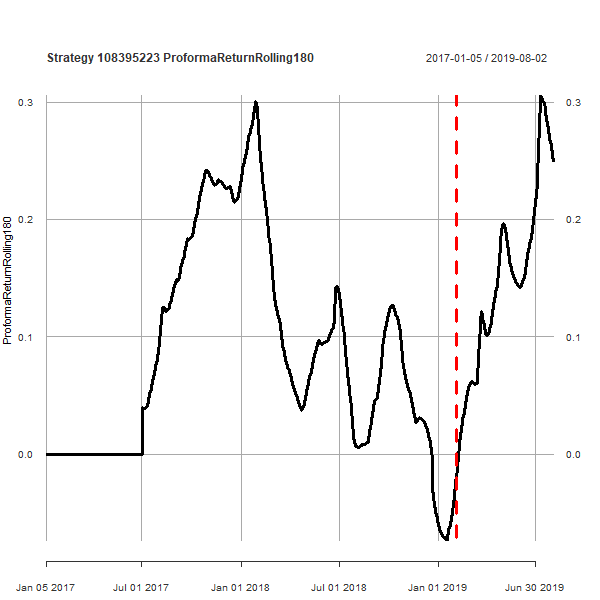 Strategy 108395223 ProformaReturnRolling180
2017-01-05 / 2019-08-02
0.3
0.3
0.2
0.2
ProformaReturnRolling180
0.1
0.1
0.0
0.0
Jan 05 2017
Jul 01 2017
Jan 01 2018
Jul 01 2018
Jan 01 2019
Jun 30 2019